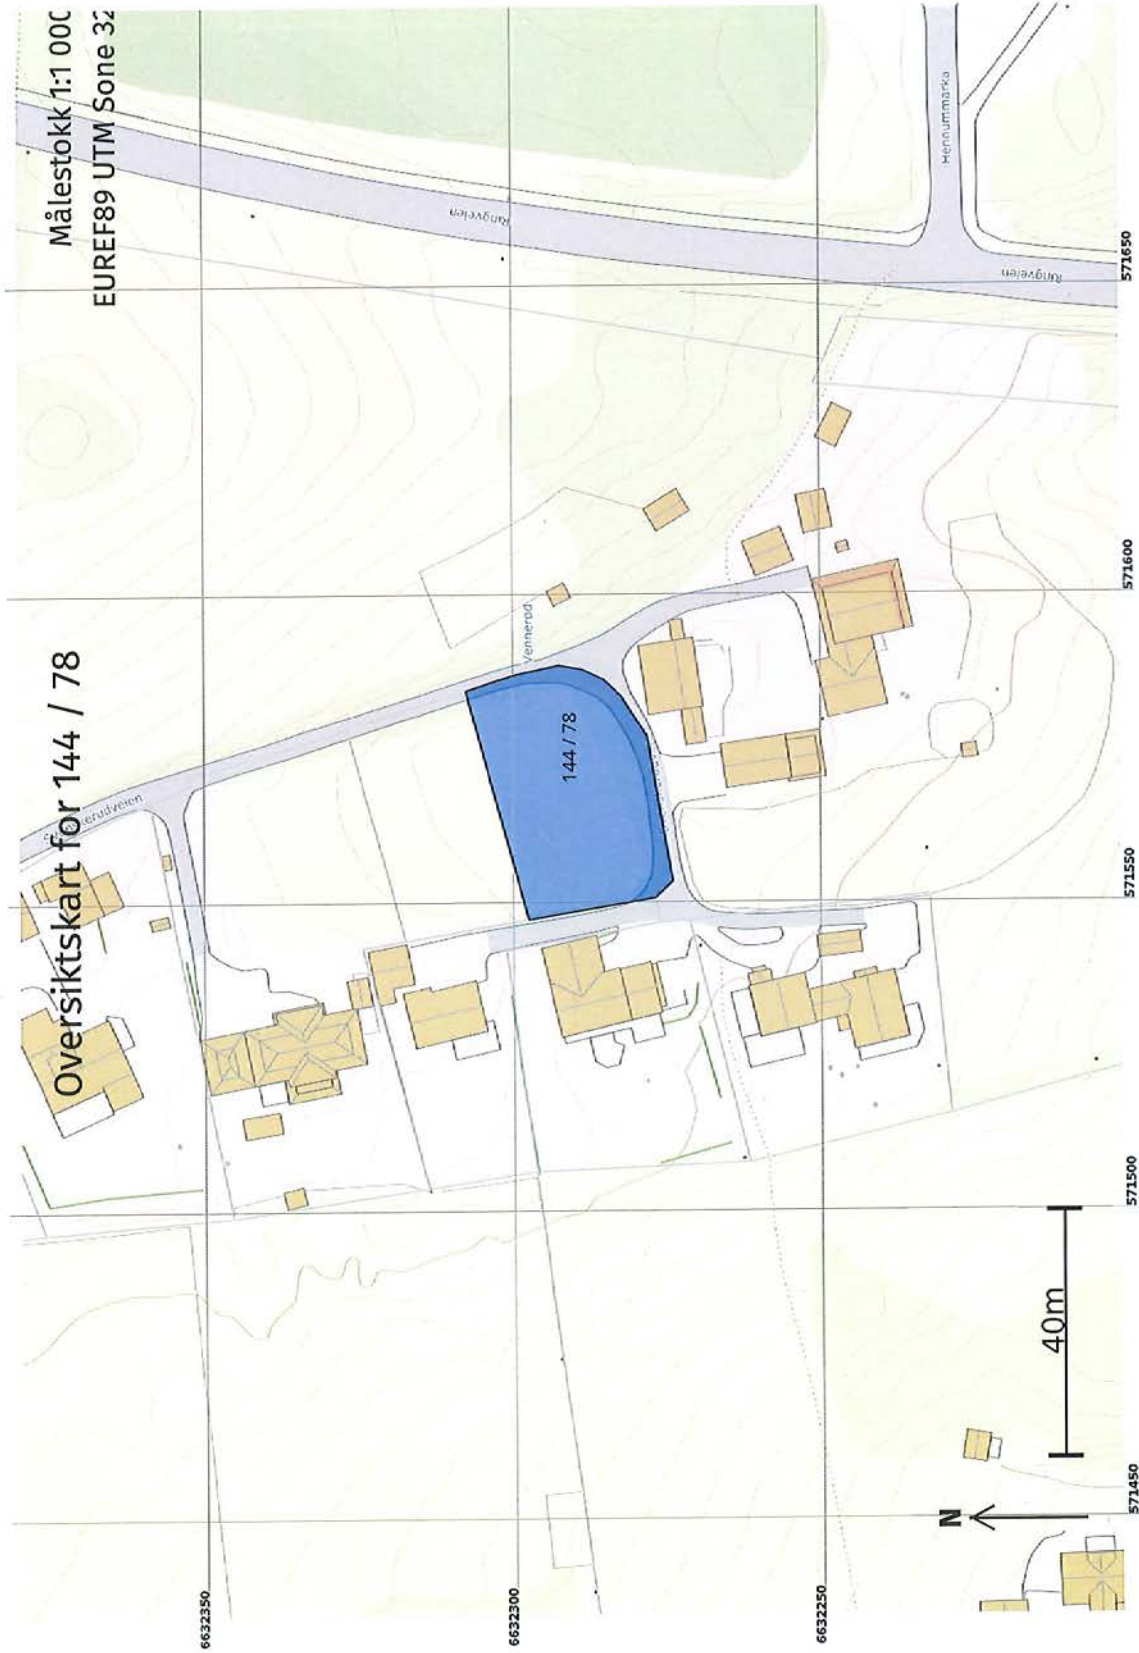 Oversiktskart for 144 / 78
Målestokk 1:1 000
EUREF89 UTM Sone 32
Ringveien
Hennummarka
Ringveien
Vennerød
144 / 78
6632350
6632300
6632250
571450
571500
571550
571600
571650
40m
N